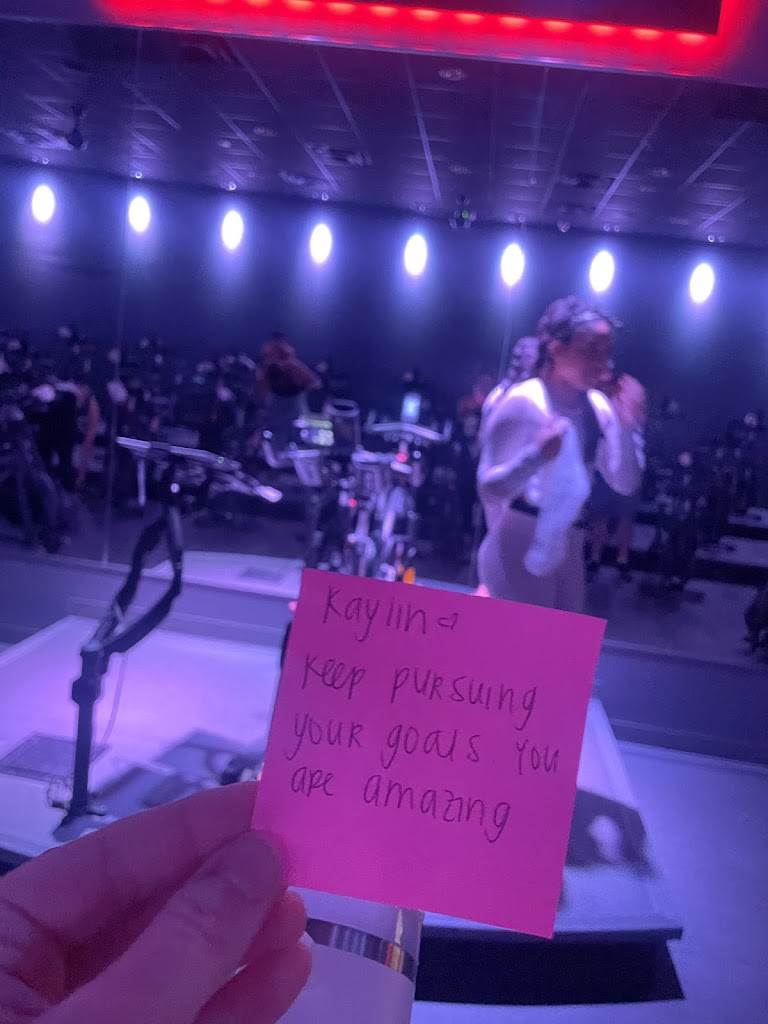 Kaylin
Keep pursuing
your goals. You
are amazing